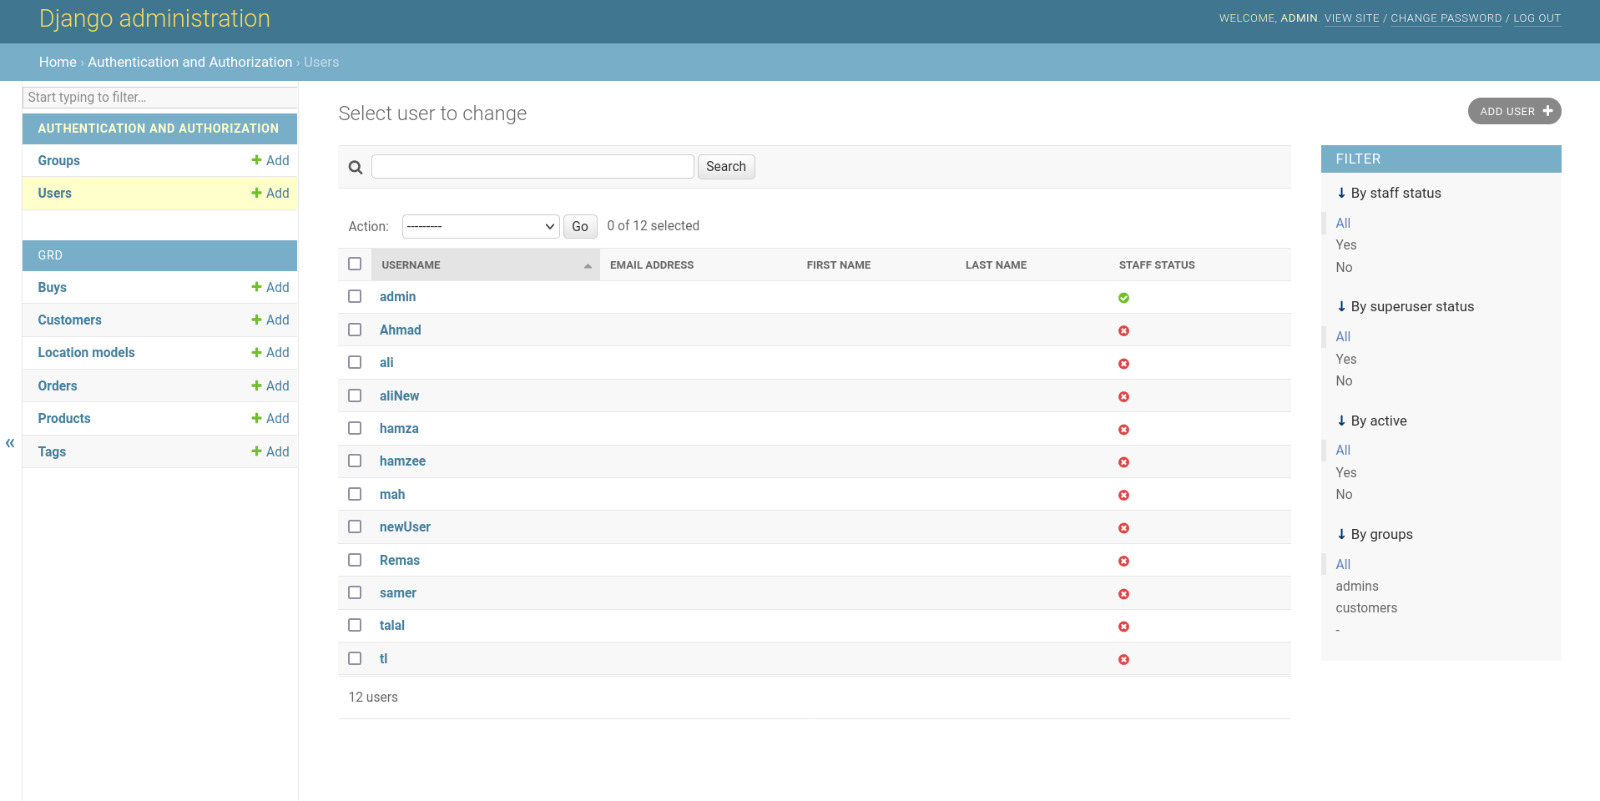 Django administration
WELCOME, ADMIN. VIEW SITE / CHANGE PASSWORD / LOG OUT
Home › Authentication and Authorization › Users
Start typing to filter...
AUTHENTICATION AND AUTHORIZATION
Groups + Add
Users + Add
GRD
Buys + Add
Customers + Add
Location models + Add
Orders + Add
Products + Add
Tags + Add
«
Select user to change
ADD USER +
Search
Action: --------- Go 0 of 12 selected
USERNAME EMAIL ADDRESS FIRST NAME LAST NAME STAFF STATUS
admin
Ahmad
ali
aliNew
hamza
hamzee
mah
newUser
Remas
samer
talal
tl
12 users
FILTER
↓ By staff status
All
Yes
No
↓ By superuser status
All
Yes
No
↓ By active
All
Yes
No
↓ By groups
All
admins
customers
-